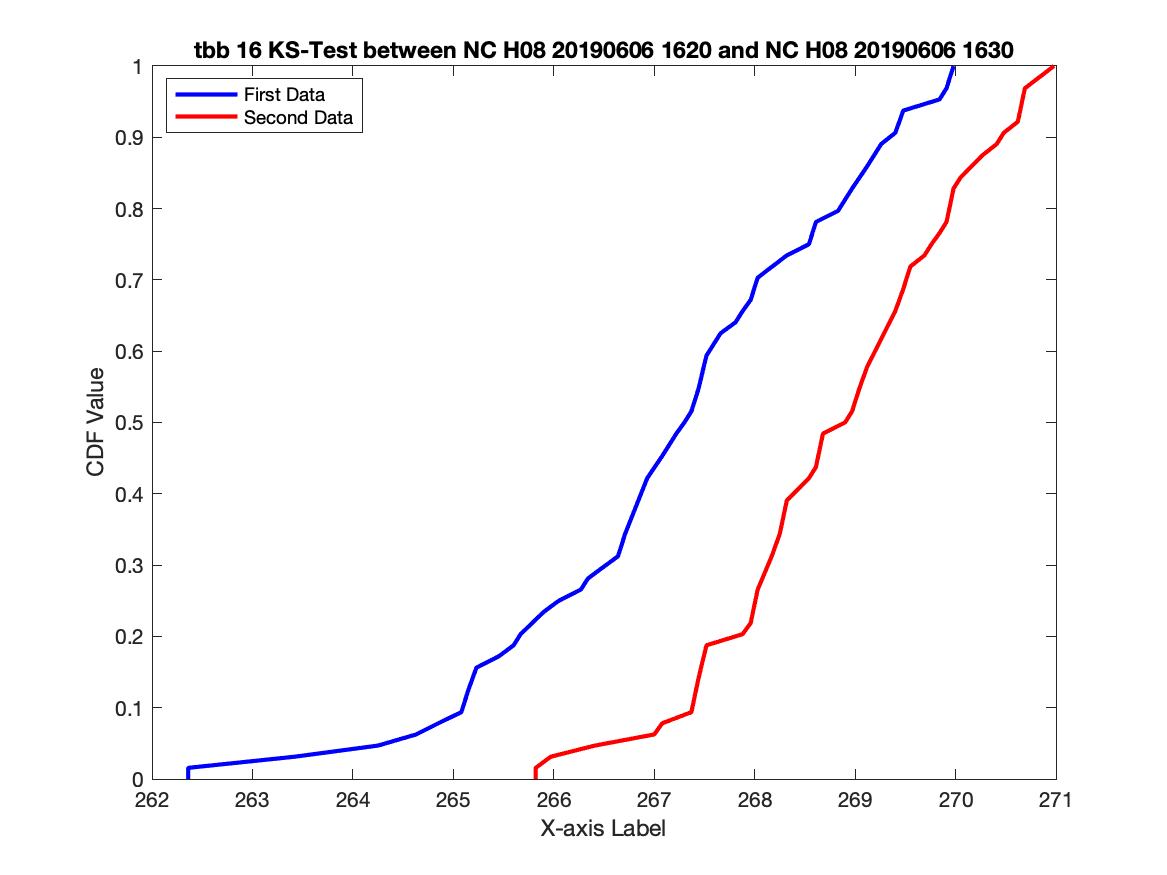 tbb 16 KS-Test between NC H08 20190606 1620 and NC H08 20190606 1630
First Data
Second Data
1
0.9
0.8
0.7
0.6
0.5
0.4
0.3
0.2
0.1
0
CDF Value
262 263 264 265 266 267 268 269 270 271
X-axis Label